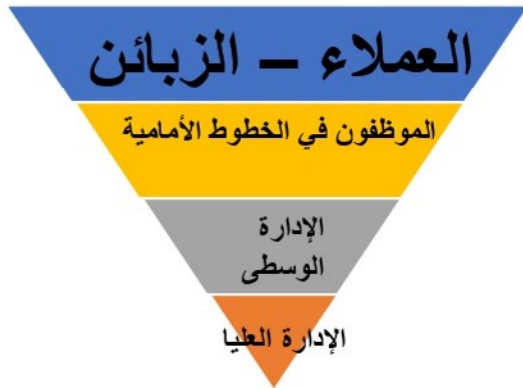 العملاء – الزبائن
الموظفون في الخطوط الأمامية
الإدارة
الوسطى
الإدارة العليا